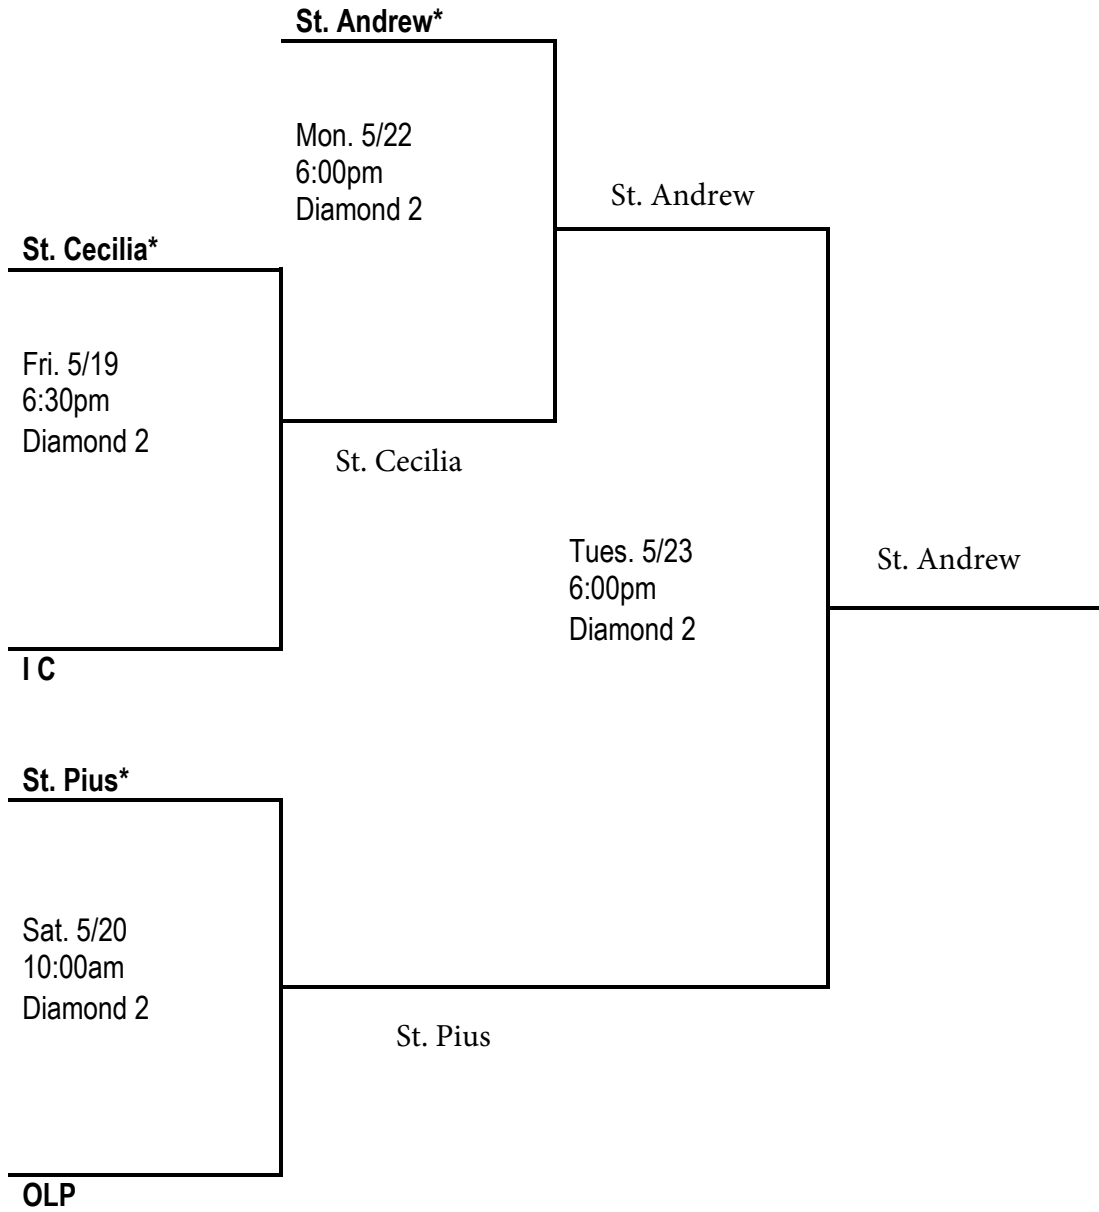 St. Andrew*
Mon. 5/22
6:00pm
Diamond 2
St. Andrew
St. Cecilia*
Fri. 5/19
6:30pm
Diamond 2
St. Cecilia
Tues. 5/23
6:00pm
Diamond 2
St. Andrew
I C
St. Pius*
Sat. 5/20
10:00am
Diamond 2
St. Pius
OLP